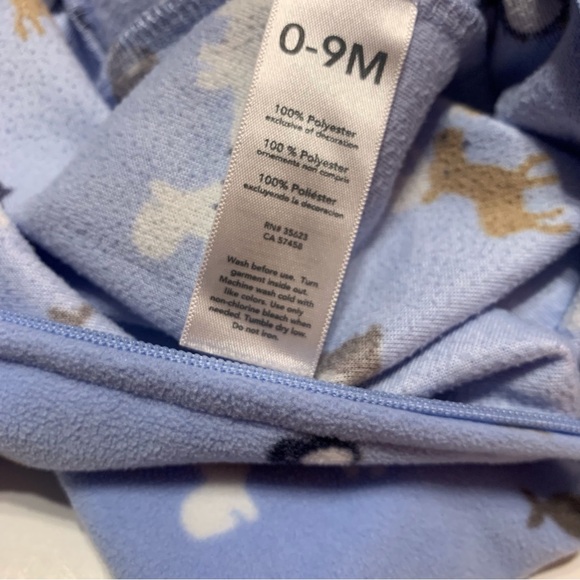 0-9M
100% Polyester
exclusive of decoration
100 % Polyester
ornements non compris
100% Poliéster
excluyendo la decoracion
RN# 35623
CA 57458
Wash before use. Turn
garment inside out.
Machine wash cold with
like colors. Use only
non-chlorine bleach when
needed. Tumble dry low.
Do not iron.